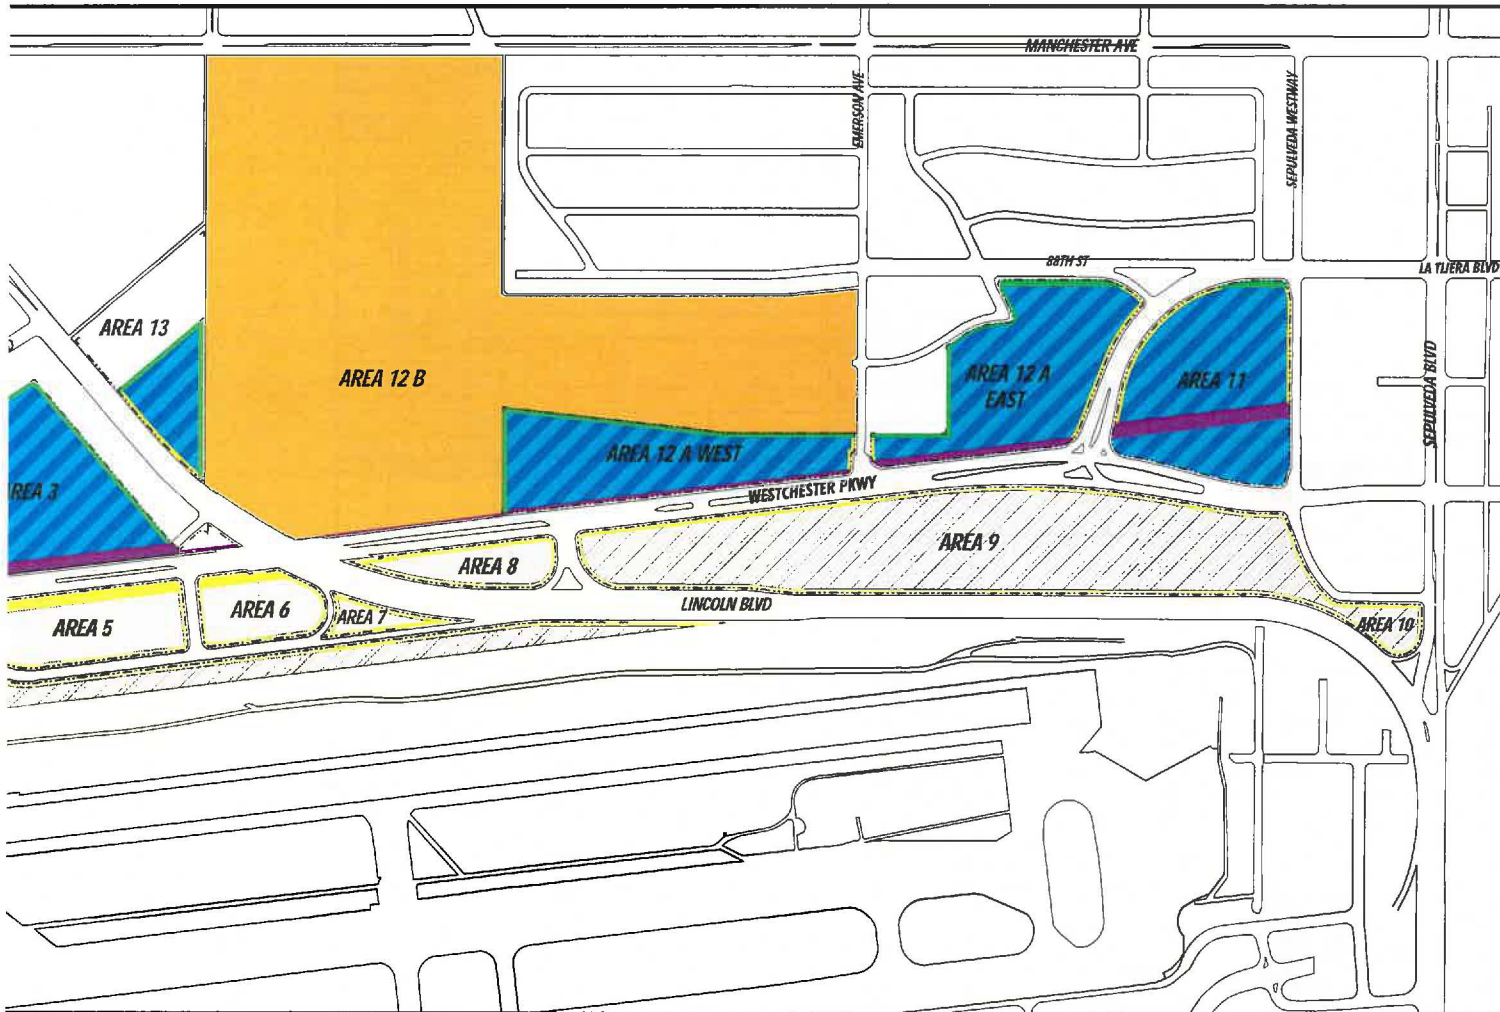 MANCHESTER AVE
EMERSON AVE
SEPULVEDA WESTWAY
88TH ST
LA TIJERA BLVD
AREA 13
AREA 12 B
AREA 12 A
EAST
AREA 11
SEPULVEDA BLVD
AREA 12 A WEST
AREA 3
WESTCHESTER PKWY
AREA 9
AREA 8
AREA 6
AREA 7
LINCOLN BLVD
AREA 5
AREA 10